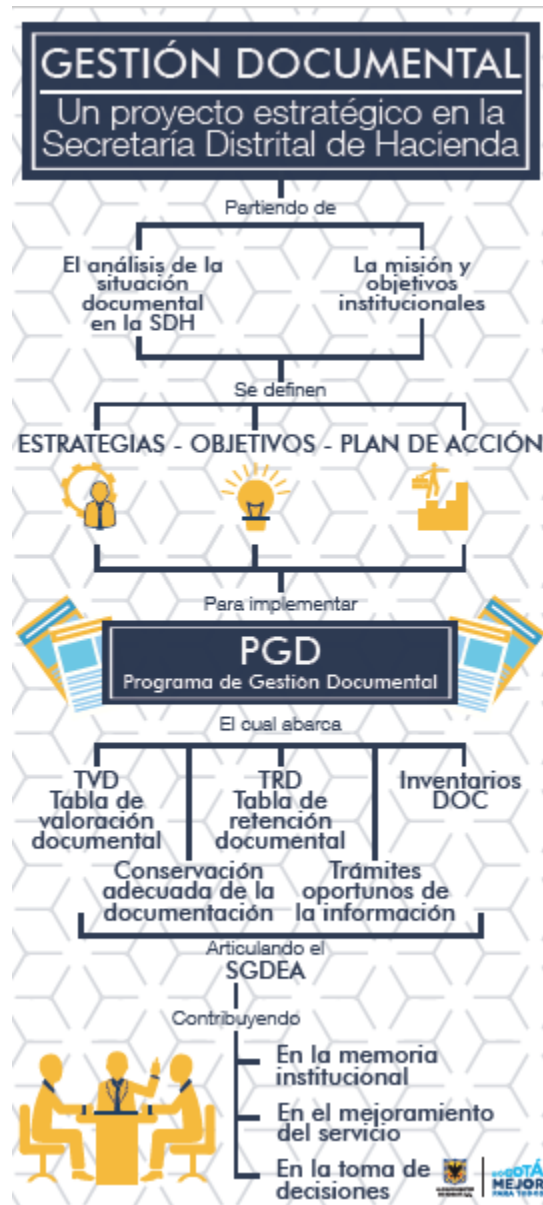 GESTIÓN DOCUMENTAL
Un proyecto estratégico en la
Secretaría Distrital de Hacienda
Partiendo de
El análisis de la
situación
documental
en la SDH
La misión y
objetivos
institucionales
Se definen
ESTRATEGIAS - OBJETIVOS - PLAN DE ACCIÓN
Para implementar
PGD
Programa de Gestión Documental
El cual abarca
TVD
Tabla de
valoración
documental
Conservación
adecuada de la
documentación
TRD
Tabla de
retención
documental
Trámites
oportunos de
la información
Inventarios
DOC
Articulando el
SGDEA
Contribuyendo
En la memoria
institucional
En el mejoramiento
del servicio
En la toma de
decisiones
BOGOTÁ
MEJOR
PARA TODOS